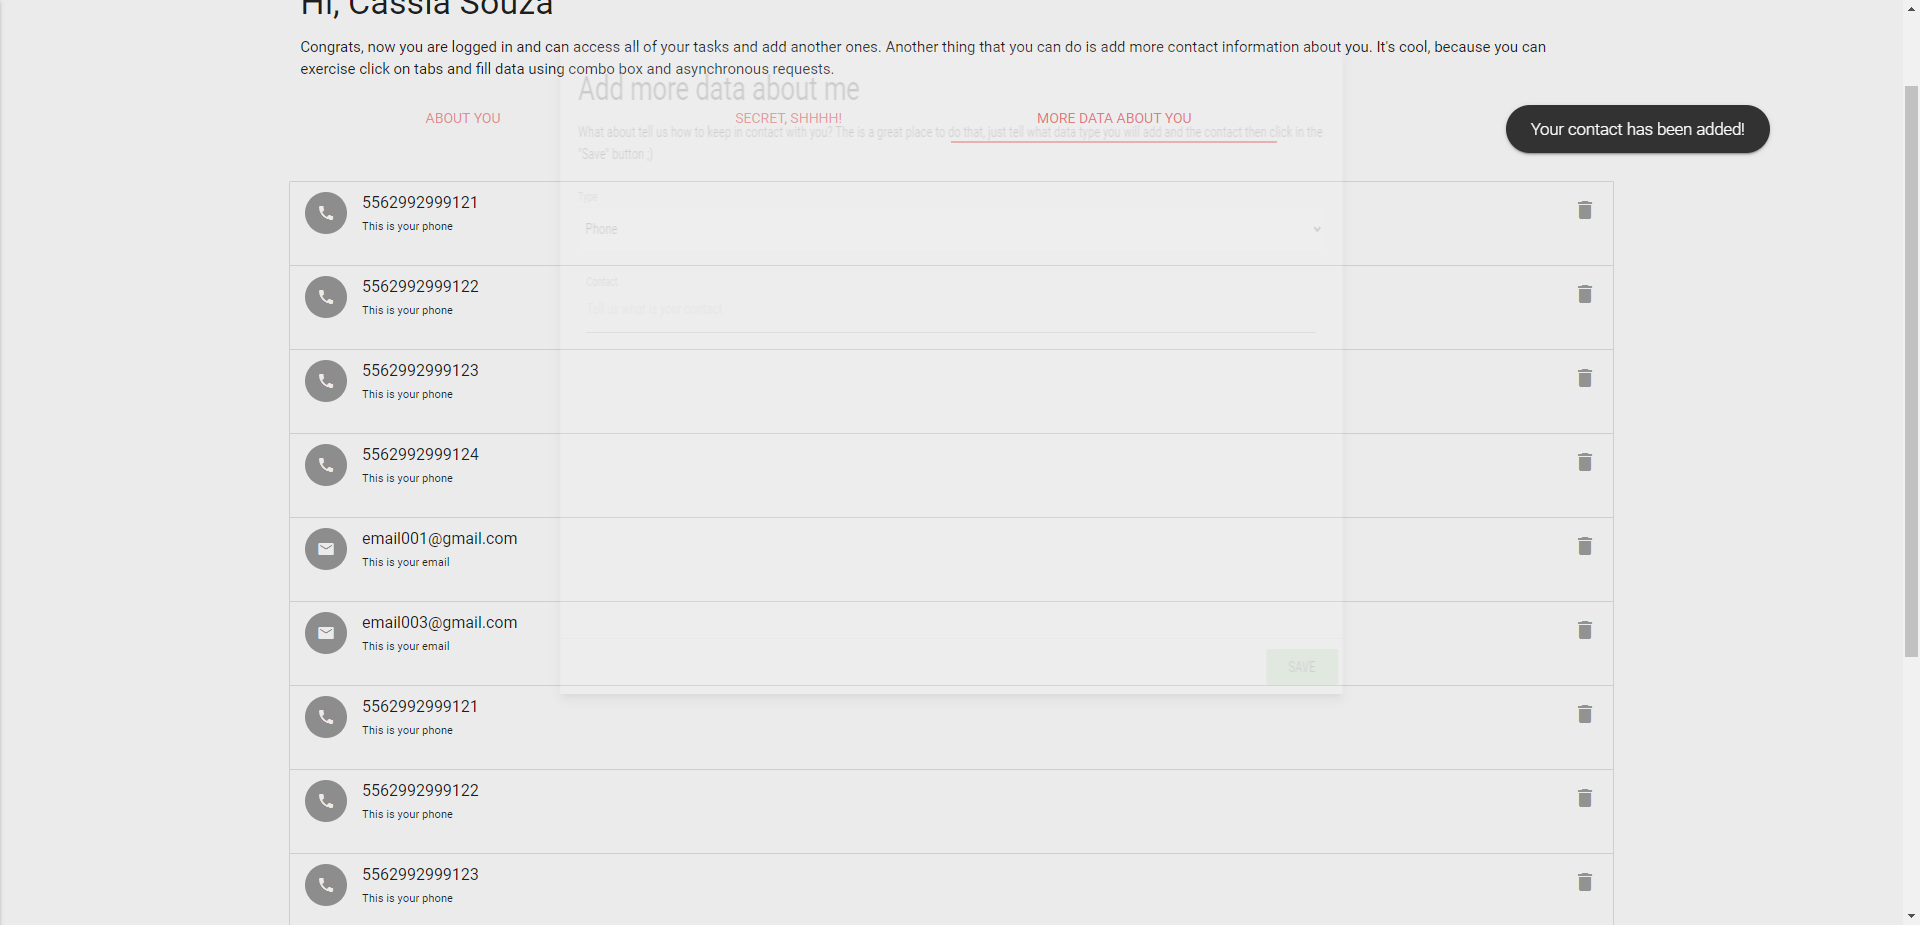 Hi, Cassia Souza
Congrats, now you are logged in and can access all of your tasks and add another ones. Another thing that you can do is add more contact information about you. It's cool, because you can
exercise click on tabs and fill data using combo box and asynchronous requests.
Add more data about me
ABOUT YOU
SECRET, SHHHH!
MORE DATA ABOUT YOU
Your contact has been added!
What about tell us how to keep in contact with you? The is a great place to do that, just tell what data type you will add and the contact then click in the
"Save" button ;)
Type
Phone
Contact
Tell us what is your contact
5562992999121
This is your phone
5562992999122
This is your phone
5562992999123
This is your phone
5562992999124
This is your phone
email001@gmail.com
This is your email
email003@gmail.com
This is your email
SAVE
5562992999121
This is your phone
5562992999122
This is your phone
5562992999123
This is your phone